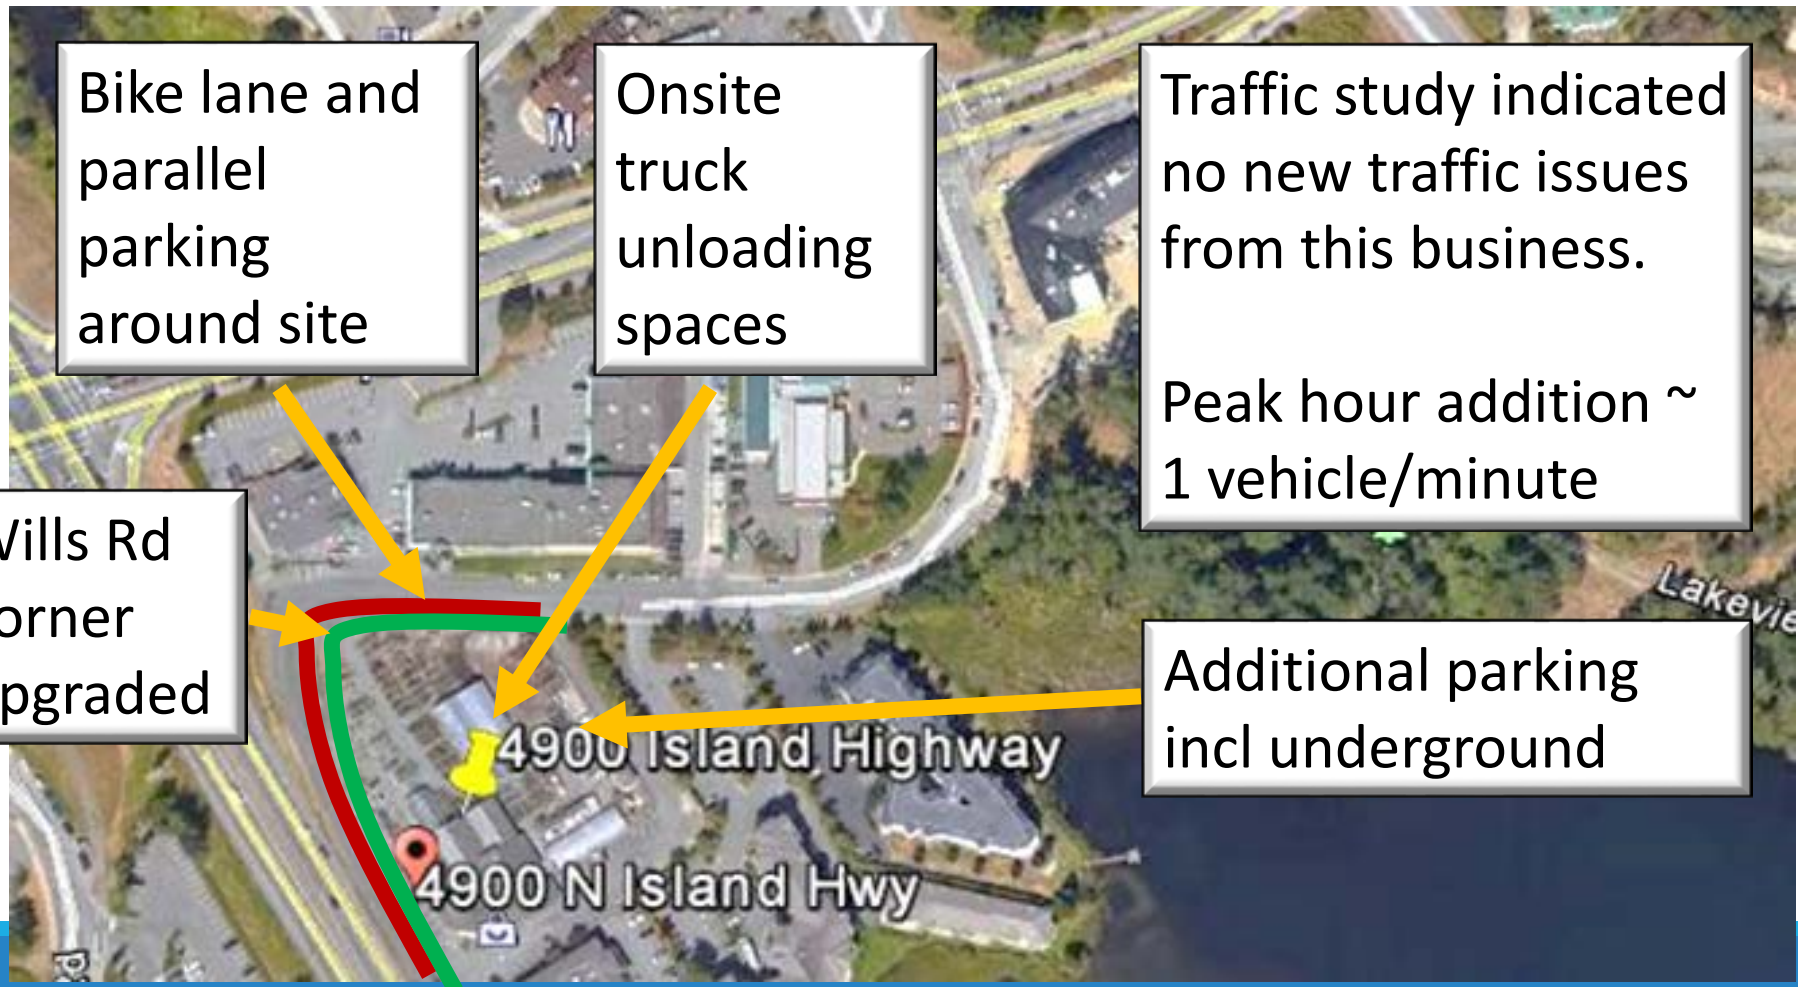 Bike lane and
parallel
parking
around site
Onsite
truck
unloading
spaces
Traffic study indicated
no new traffic issues
from this business.
Peak hour addition ~
1 vehicle/minute
Wills Rd
orner
pgraded
Lakevie
Additional parking
incl underground
4900 Island Highway
4900 N Island Hwy